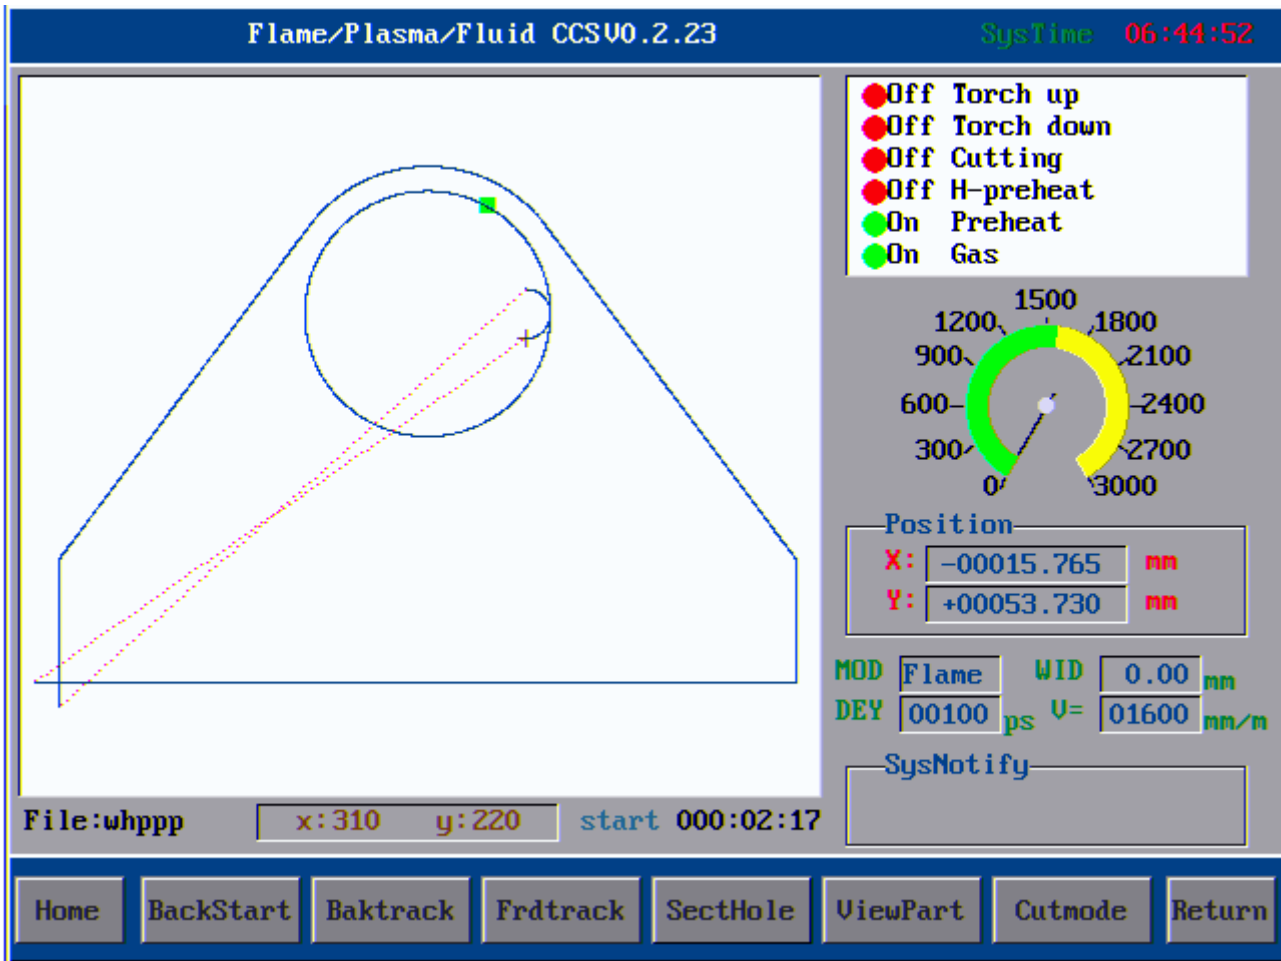 Flame/Plasma/Fluid CCSV0.2.23 SysTime 06:44:52
Off Torch up
Off Torch down
Off Cutting
Off H-preheat
On Preheat
On Gas
1500
1200 1800
900 2100
600 2400
300 2700
0 3000
Position
X: -00015.765 mm
Y: +00053.730 mm
MOD Flame WID 0.00 mm
DEY 00100 ps V= 01600 mm/m
SysNotify
File:whppp x:310 y:220 start 000:02:17
Home BackStart Baktrack Frdtrack SectHole ViewPart Cutmode Return